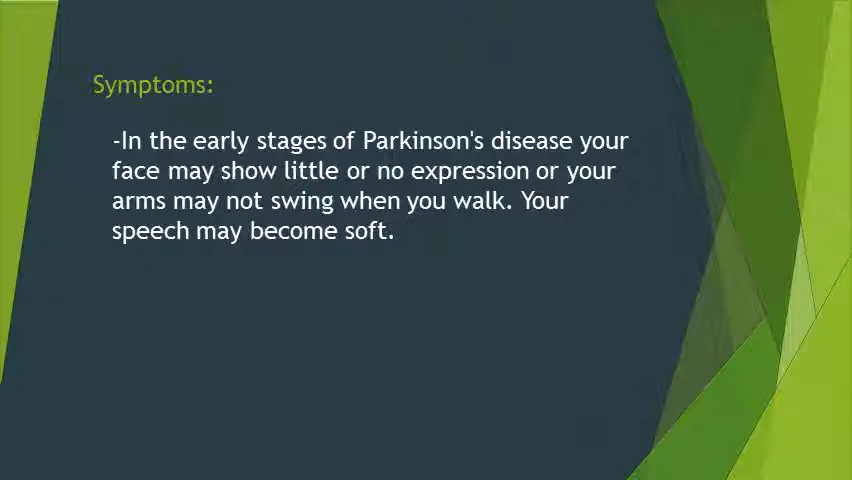 Symptoms:
-In the early stages of Parkinson's disease your
face may show little or no expression or your
arms may not swing when you walk. Your
speech may become soft.